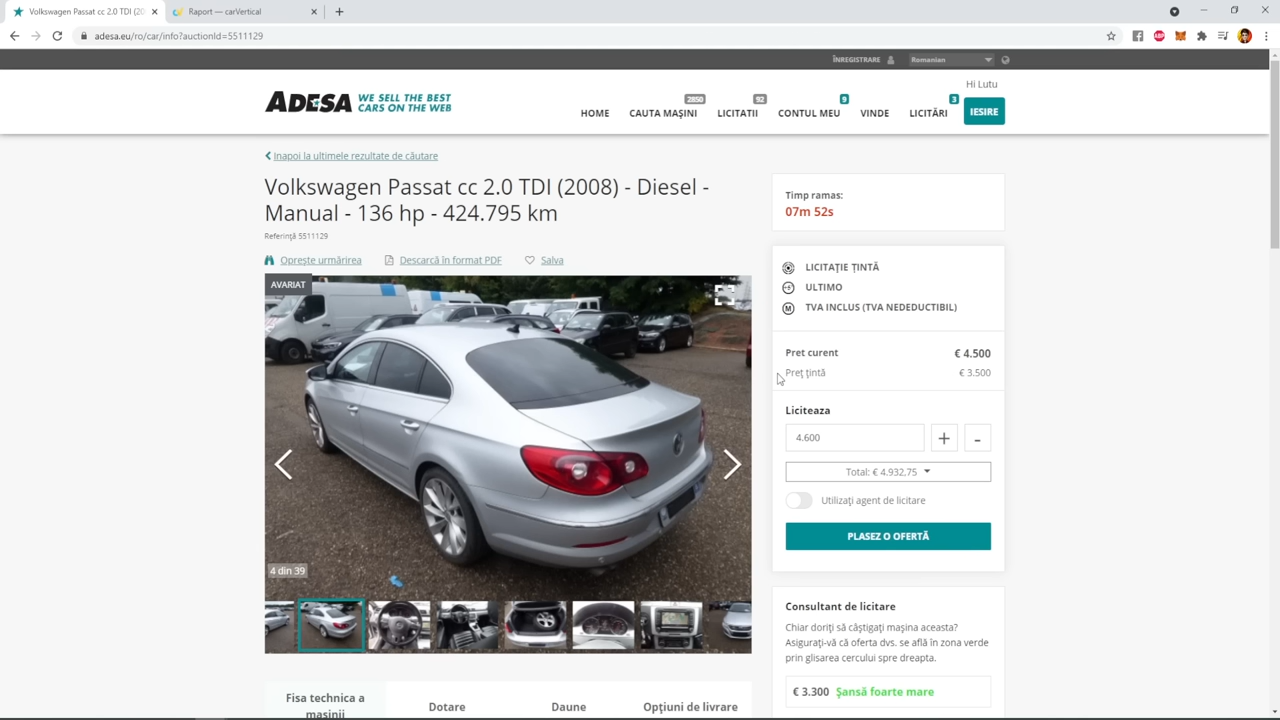 Volkswagen Passat cc 2.0 TDI (20
Raport — carVertical
adesa.eu/ro/car/info?auctionId=5511129
ÎNREGISTRARE
Romanian
Hi Lutu
ADESA
WE SELL THE BEST
CARS ON THE WEB
HOME
2850
CAUTA MAȘINI
92
LICITATII
9
CONTUL MEU
VINDE
3
LICITĂRI
IESIRE
Inapoi la ultimele rezultate de căutare
Volkswagen Passat cc 2.0 TDI (2008) - Diesel -
Manual - 136 hp - 424.795 km
Referință 5511129
Oprește urmărirea
Descarcă în format PDF
Salva
AVARIAT
4 din 39
Timp ramas:
07m 52s
LICITAȚIE ȚINTĂ
ULTIMO
M TVA INCLUS (TVA NEDEDUCTIBIL)
Pret curent € 4.500
Preț țintă € 3.500
Liciteaza
4.600 + -
Total: € 4.932,75
Utilizați agent de licitare
PLASEZ O OFERTĂ
Consultant de licitare
Chiar doriți să câștigați mașina aceasta?
Asigurați-vă că oferta dvs. se află în zona verde
prin glisarea cercului spre dreapta.
€ 3.300 Șansă foarte mare
Fisa technica a
masinii
Dotare
Daune
Opțiuni de livrare